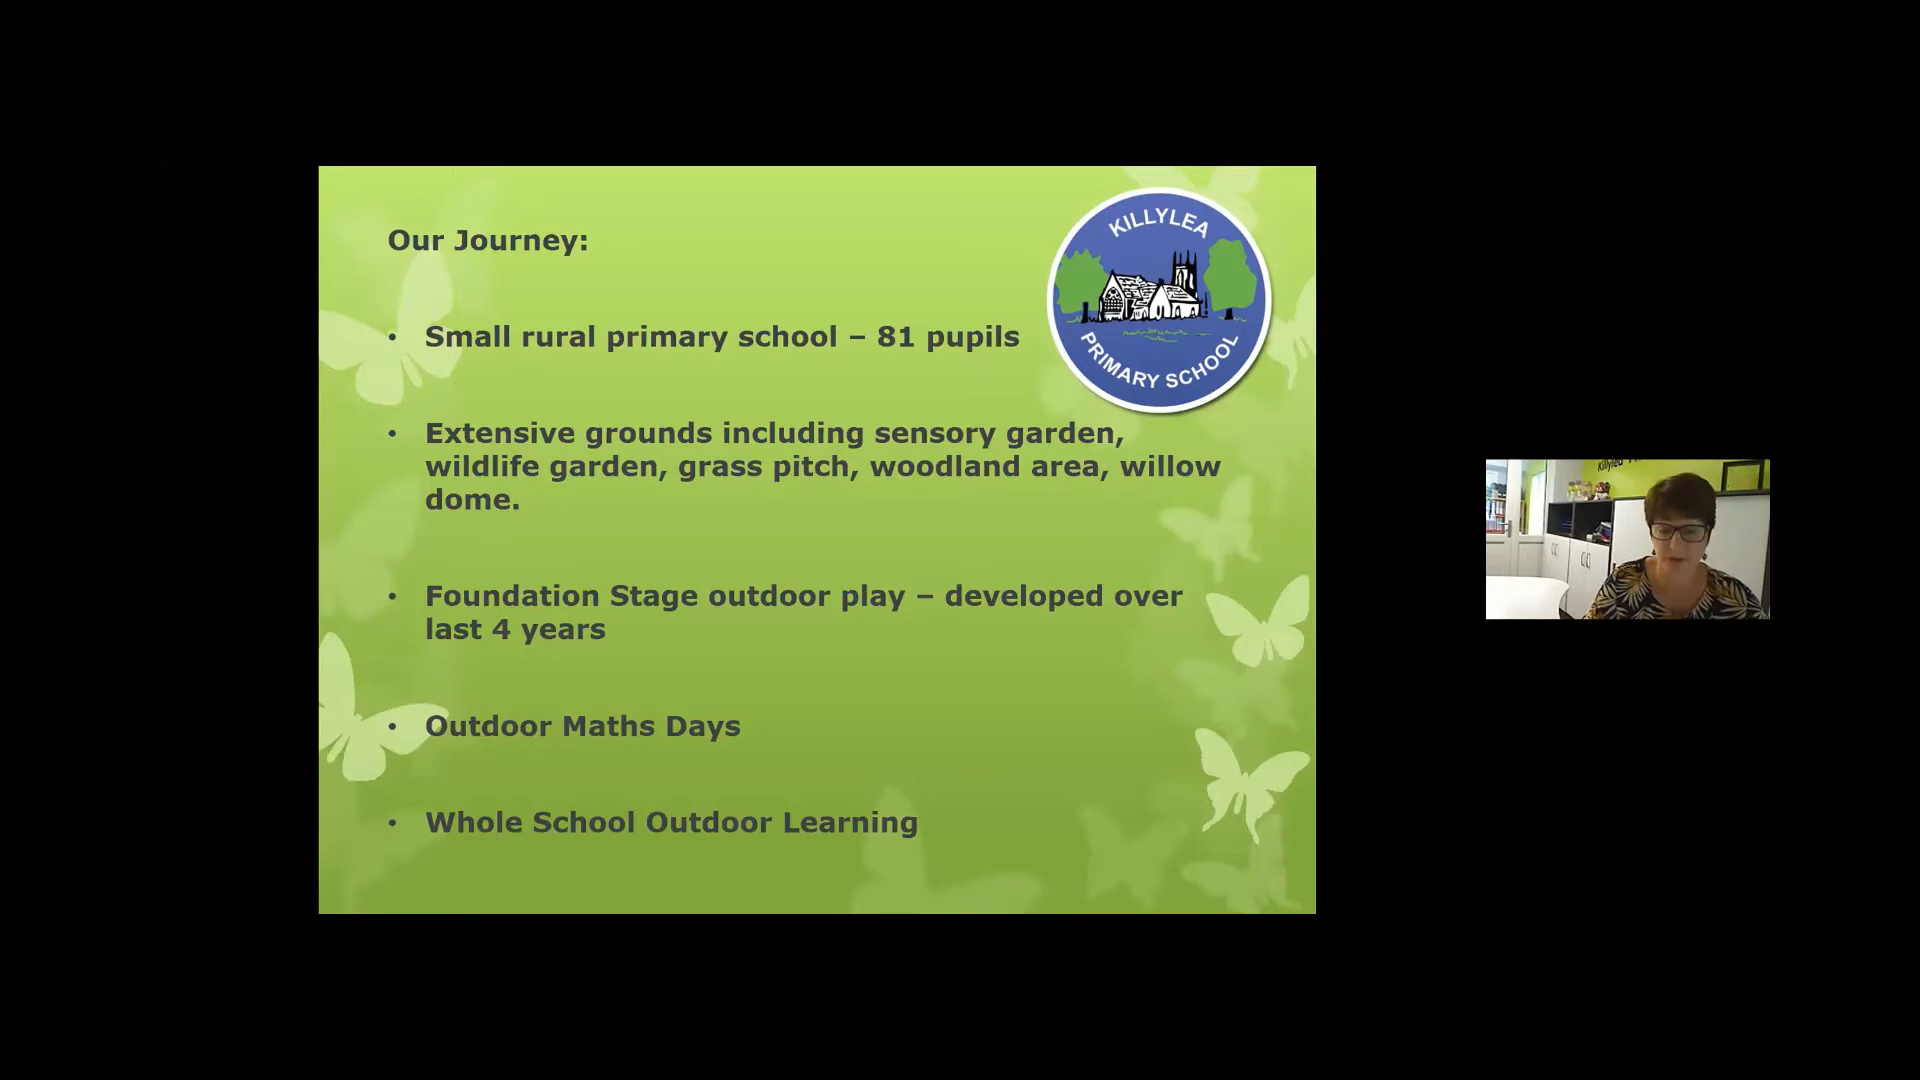 Our Journey:
KILLYLEA
PRIMARY SCHOOL
• Small rural primary school – 81 pupils
• Extensive grounds including sensory garden,
wildlife garden, grass pitch, woodland area, willow
dome.
• Foundation Stage outdoor play – developed over
last 4 years
• Outdoor Maths Days
• Whole School Outdoor Learning
Killylea